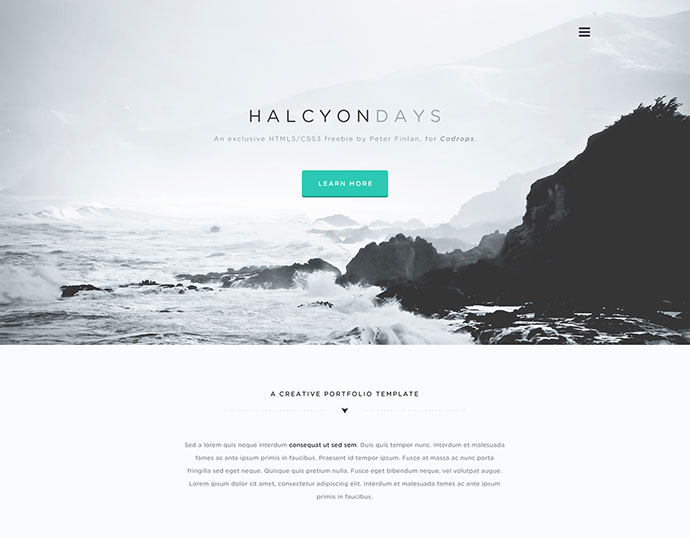 HALCYONDAYS
An exclusive HTML5/CSS3 freebie by Peter Finlan, for Codrops.
LEARN MORE
A CREATIVE PORTFOLIO TEMPLATE
Sed a lorem quis neque interdum consequat ut sed sem. Duis quis tempor nunc. Interdum et malesuada
fames ac ante ipsum primis in faucibus. Praesent id tempor ipsum. Fusce at massa ac nunc porta
fringilla sed eget neque. Quisque quis pretium nulla. Fusce eget bibendum neque, vel volutpat augue.
Lorem ipsum dolor sit amet, consectetur adipiscing elit. Interdum et malesuada fames ac ante ipsum
primis in faucibus.